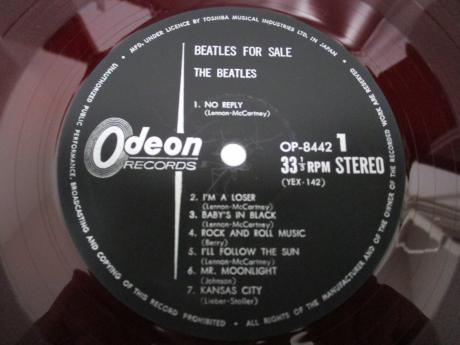 MFD. UNDER LICENCE BY TOSHIBA MUSICAL INDUSTRIES LTD. IN JAPAN •
BEATLES FOR SALE
THE BEATLES
1. NO REPLY
(Lennon-McCartney)
Odeon
RECORDS
OP-8442 1
33 1/3 RPM STEREO
(YEX-142)
2. I'M A LOSER
(Lennon-McCartney)
3. BABY'S IN BLACK
(Lennon-McCartney)
4. ROCK AND ROLL MUSIC
(Berry)
5. I'LL FOLLOW THE SUN
(Lennon-McCartney)
6. MR. MOONLIGHT
(Johnson)
7. KANSAS CITY
(Lieber-Stoller)
UNAUTHORIZED PUBLIC PERFORMANCE, BROADCASTING AND COPYING OF THIS RECORD PROHIBITED • ALL RIGHTS OF THE MANUFACTURER AND OF THE OWNER OF THE RECORDED WORK ARE RESERVED •